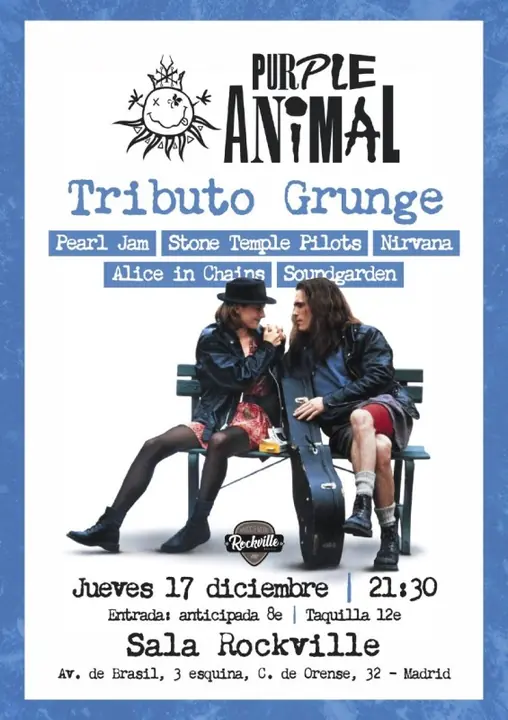 PURPLE
ANiMAL
Tributo Grunge
Pearl Jam Stone Temple Pilots Nirvana
Alice in Chains Soundgarden
Rockville
Jueves 17 diciembre | 21:30
Entrada: anticipada 8e | Taquilla 12e
Sala Rockville
Av. de Brasil, 3 esquina, C. de Orense, 32 - Madrid